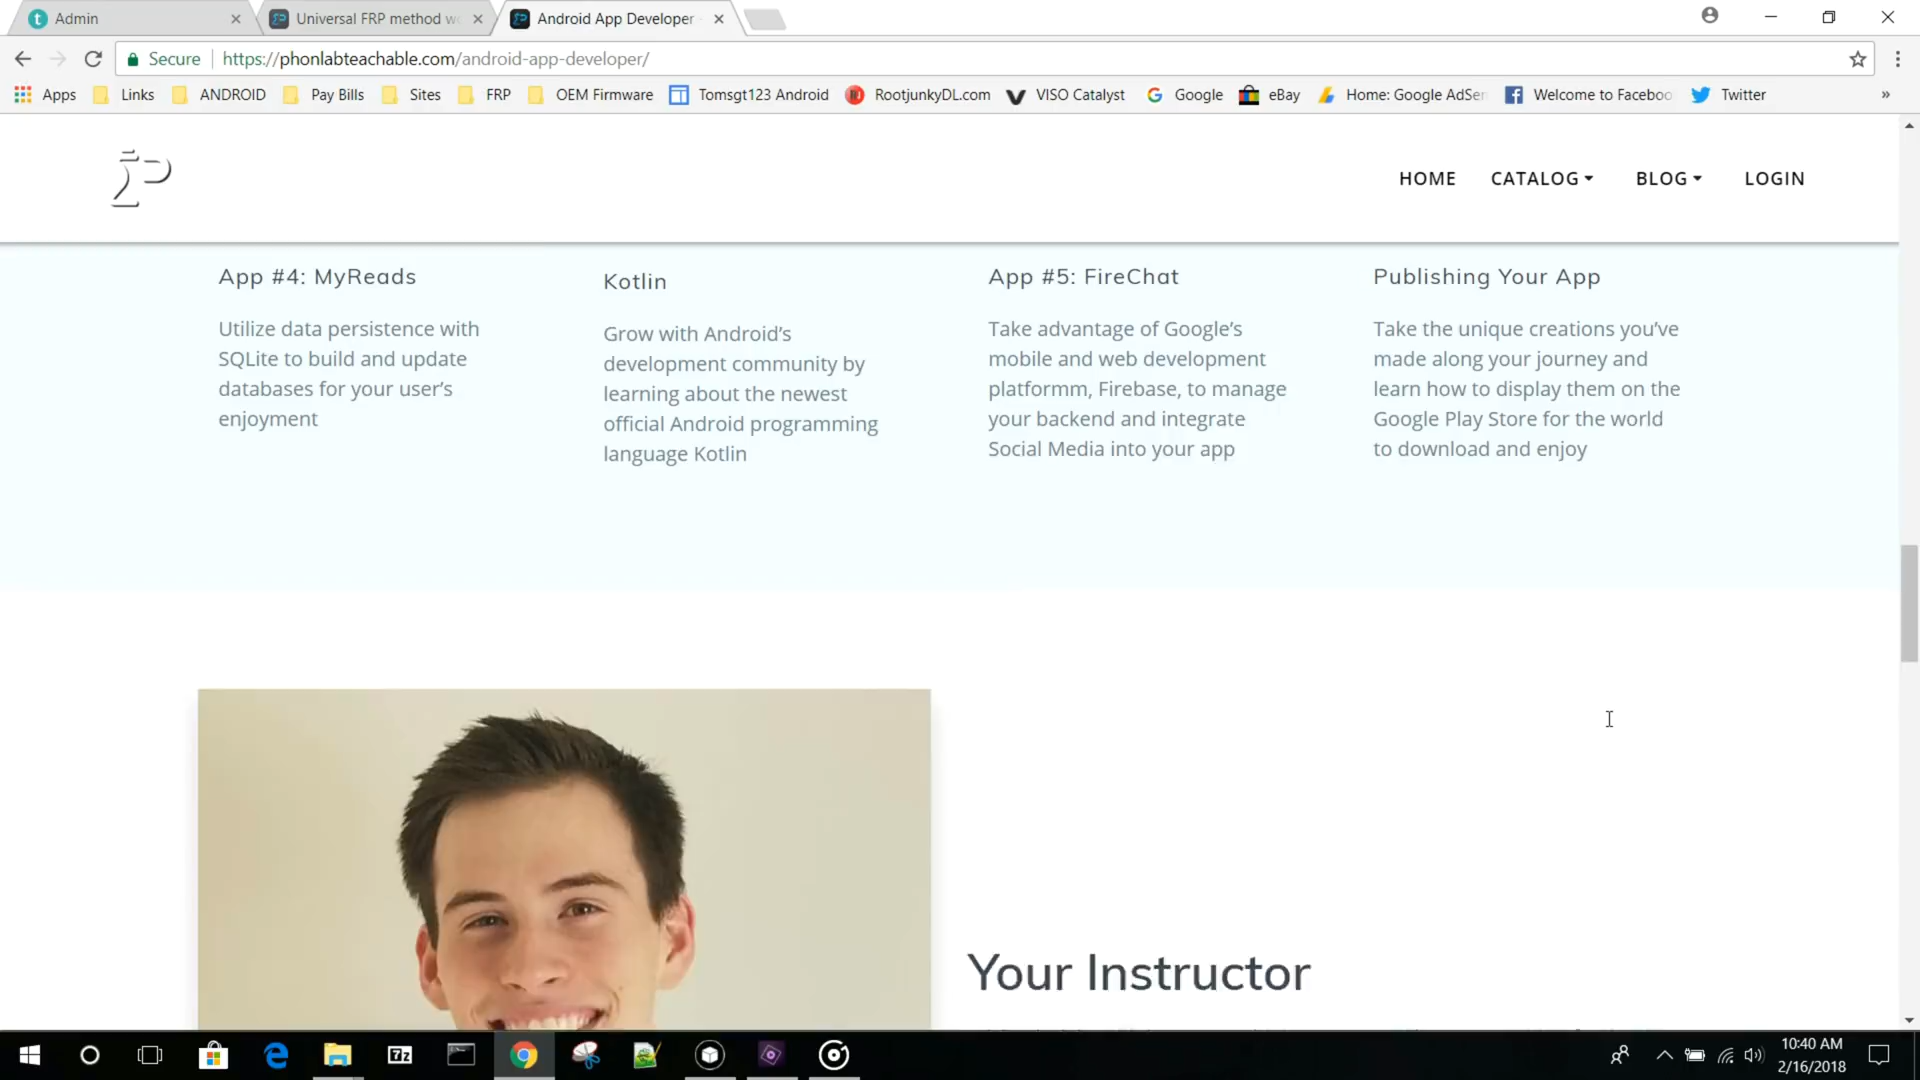 Admin
Universal FRP method w
Android App Developer
Secure
https://phonlabteachable.com/android-app-developer/
Apps
Links
ANDROID
Pay Bills
Sites
FRP
OEM Firmware
Tomsgt123 Android
RootjunkyDL.com
VISO Catalyst
Google
eBay
Home: Google AdSen
Welcome to Faceboo
Twitter
»
HOME
CATALOG
BLOG
LOGIN
App #4: MyReads
Utilize data persistence with
SQLite to build and update
databases for your user’s
enjoyment
Kotlin
Grow with Android’s
development community by
learning about the newest
official Android programming
language Kotlin
App #5: FireChat
Take advantage of Google’s
mobile and web development
platformm, Firebase, to manage
your backend and integrate
Social Media into your app
Publishing Your App
Take the unique creations you’ve
made along your journey and
learn how to display them on the
Google Play Store for the world
to download and enjoy
Your Instructor
7z
10:40 AM
2/16/2018